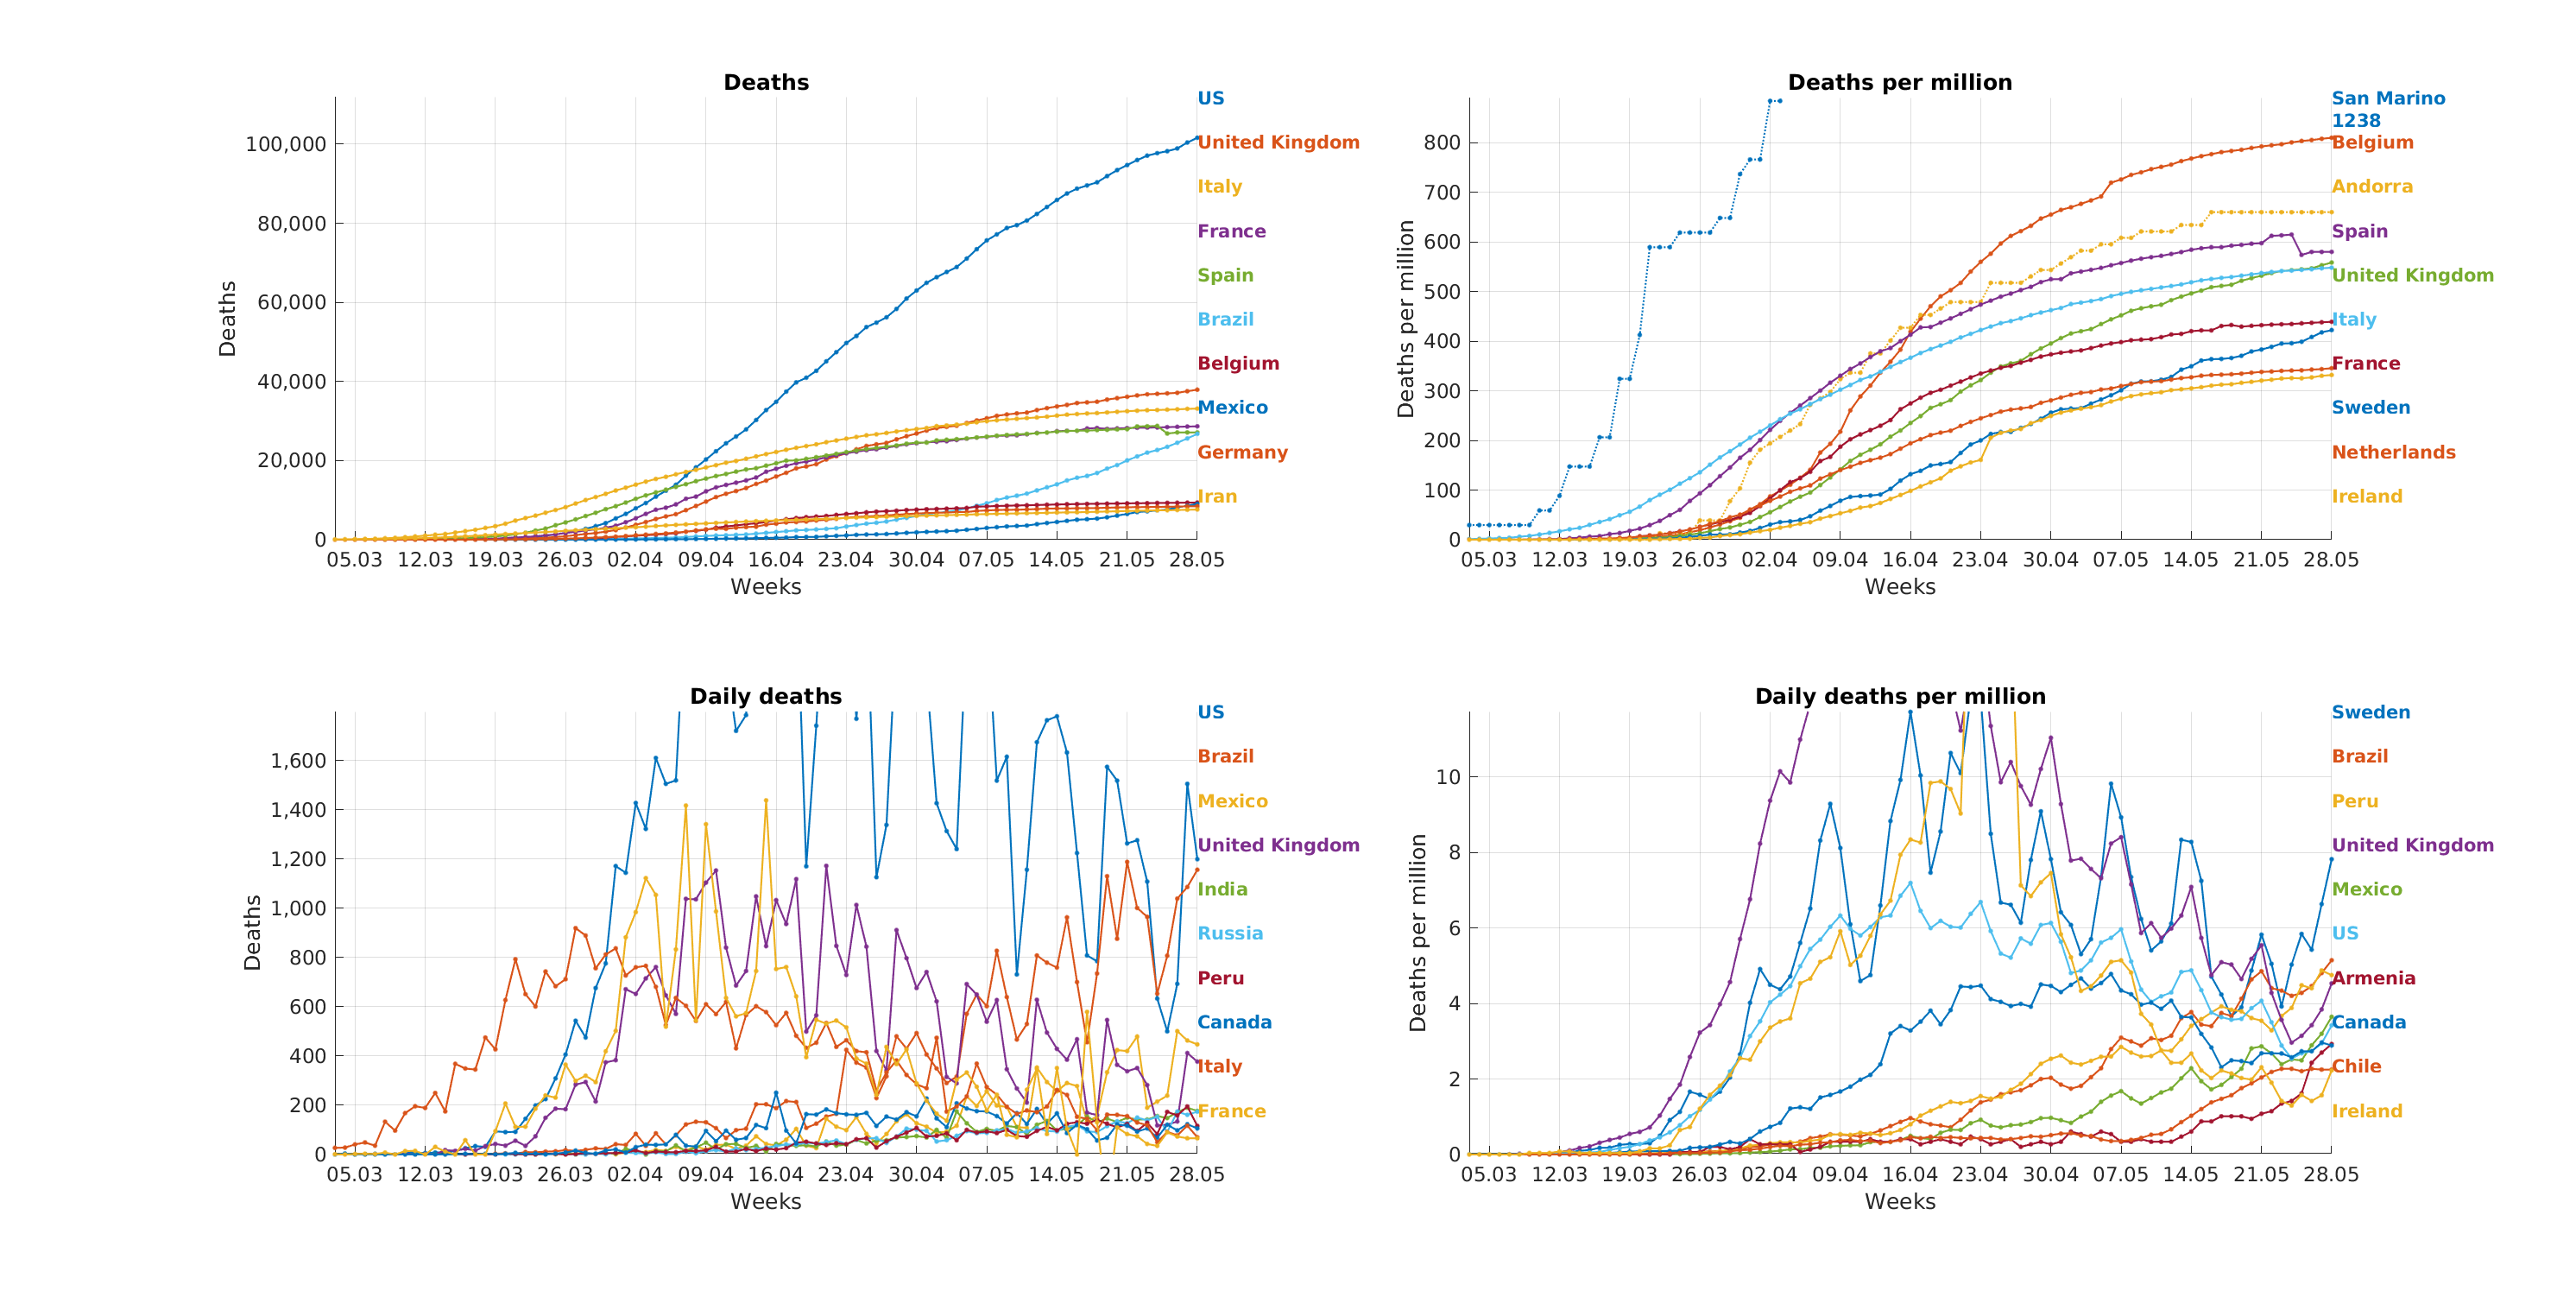 Deaths
Deaths
100,000
80,000
60,000
40,000
20,000
0
05.03 12.03 19.03 26.03 02.04 09.04 16.04 23.04 30.04 07.05 14.05 21.05 28.05
Weeks
US
United Kingdom
Italy
France
Spain
Brazil
Belgium
Mexico
Germany
Iran
Deaths per million
Deaths per million
800
700
600
500
400
300
200
100
0
05.03 12.03 19.03 26.03 02.04 09.04 16.04 23.04 30.04 07.05 14.05 21.05 28.05
Weeks
San Marino
1238
Belgium
Andorra
Spain
United Kingdom
Italy
France
Sweden
Netherlands
Ireland
Daily deaths
Deaths
1,600
1,400
1,200
1,000
800
600
400
200
0
05.03 12.03 19.03 26.03 02.04 09.04 16.04 23.04 30.04 07.05 14.05 21.05 28.05
Weeks
US
Brazil
Mexico
United Kingdom
India
Russia
Peru
Canada
Italy
France
Daily deaths per million
Deaths per million
10
8
6
4
2
0
05.03 12.03 19.03 26.03 02.04 09.04 16.04 23.04 30.04 07.05 14.05 21.05 28.05
Weeks
Sweden
Brazil
Peru
United Kingdom
Mexico
US
Armenia
Canada
Chile
Ireland